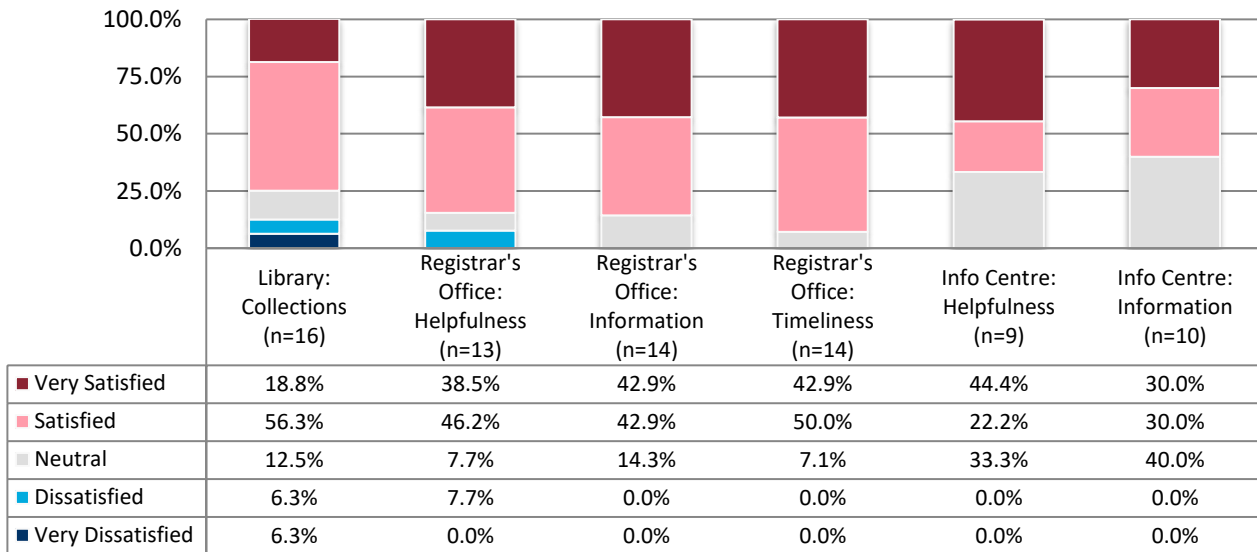 100.0%
75.0%
50.0%
25.0%
0.0%
Library:
Collections
(n=16)
Registrar's
Office:
Helpfulness
(n=13)
Registrar's
Office:
Information
(n=14)
Registrar's
Office:
Timeliness
(n=14)
Info Centre:
Helpfulness
(n=9)
Info Centre:
Information
(n=10)
Very Satisfied 18.8% 38.5% 42.9% 42.9% 44.4% 30.0%
Satisfied 56.3% 46.2% 42.9% 50.0% 22.2% 30.0%
Neutral 12.5% 7.7% 14.3% 7.1% 33.3% 40.0%
Dissatisfied 6.3% 7.7% 0.0% 0.0% 0.0% 0.0%
Very Dissatisfied 6.3% 0.0% 0.0% 0.0% 0.0% 0.0%